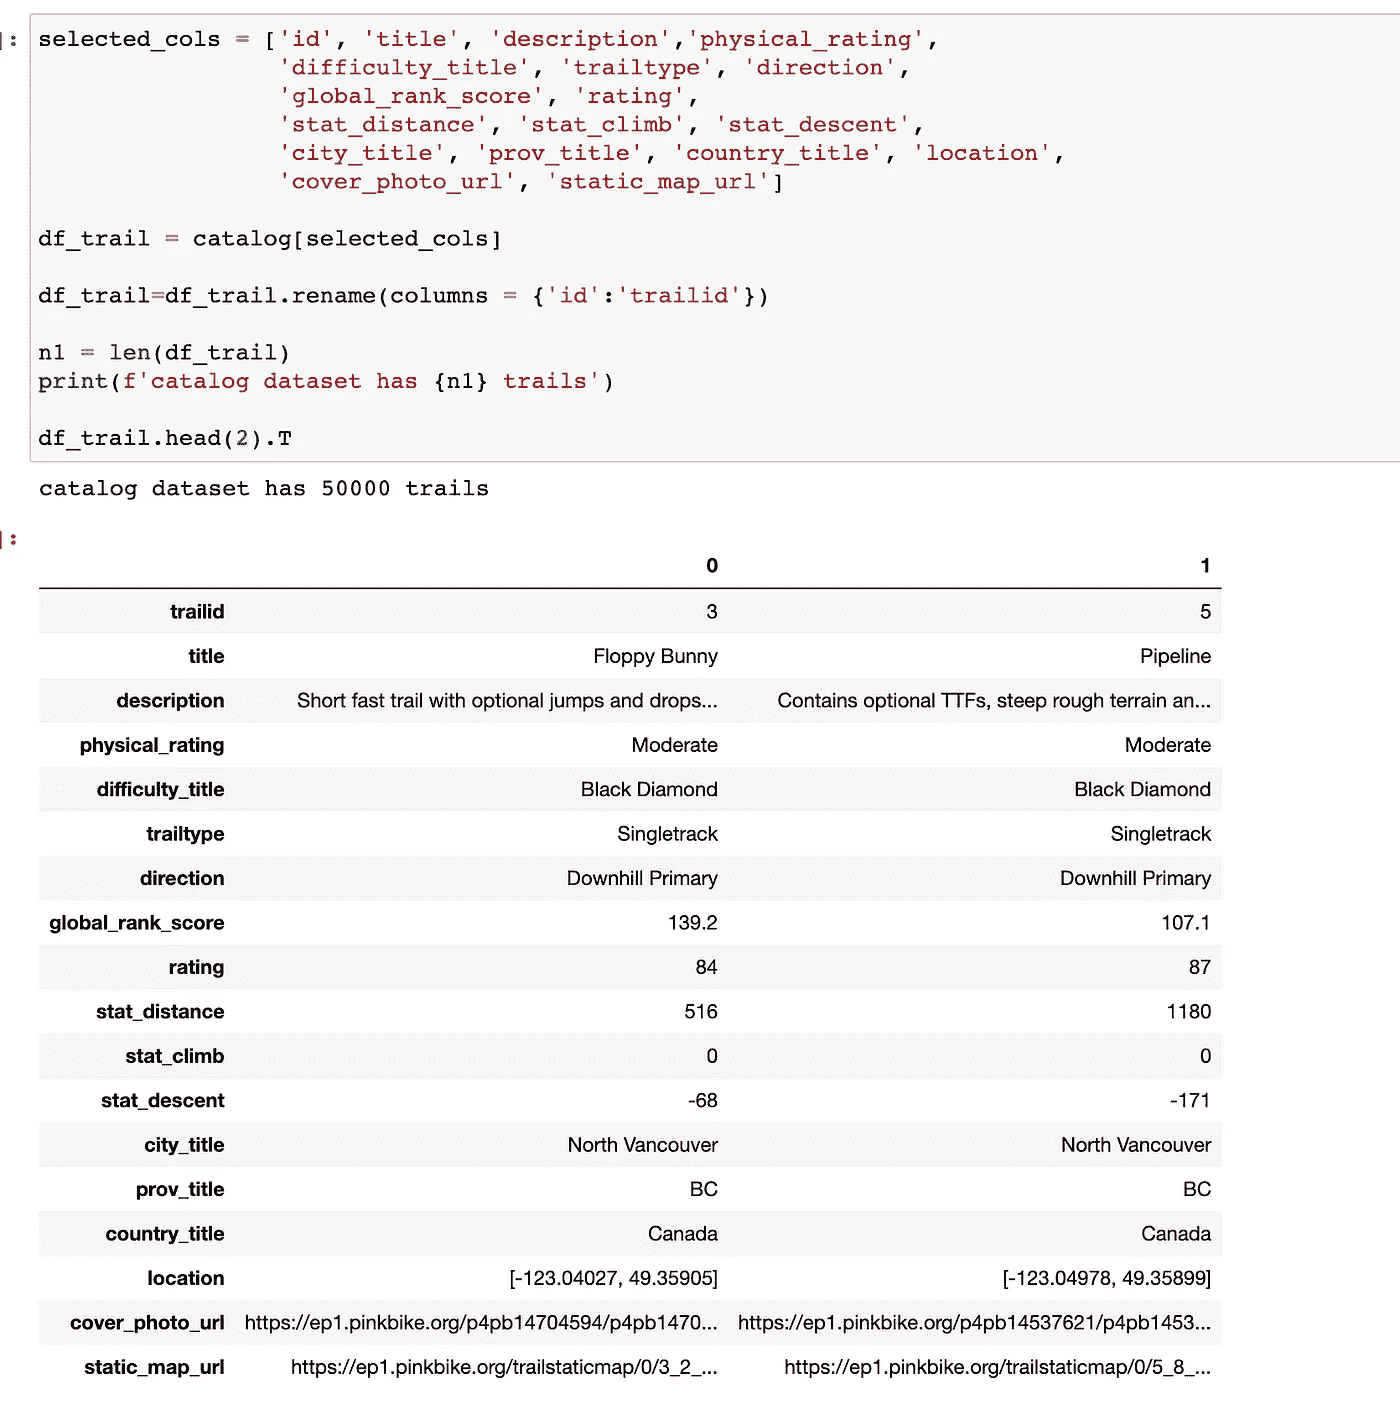 ]:
selected_cols = ['id', 'title', 'description','physical_rating',
'difficulty_title', 'trailtype', 'direction',
'global_rank_score', 'rating',
'stat_distance', 'stat_climb', 'stat_descent',
'city_title', 'prov_title', 'country_title', 'location',
'cover_photo_url', 'static_map_url']
df_trail = catalog[selected_cols]
df_trail=df_trail.rename(columns = {'id':'trailid'})
n1 = len(df_trail)
print(f'catalog dataset has {n1} trails')
df_trail.head(2).T
catalog dataset has 50000 trails
]:
0 1
trailid 3 5
title Floppy Bunny Pipeline
description Short fast trail with optional jumps and drops... Contains optional TTFs, steep rough terrain an...
physical_rating Moderate Moderate
difficulty_title Black Diamond Black Diamond
trailtype Singletrack Singletrack
direction Downhill Primary Downhill Primary
global_rank_score 139.2 107.1
rating 84 87
stat_distance 516 1180
stat_climb 0 0
stat_descent -68 -171
city_title North Vancouver North Vancouver
prov_title BC BC
country_title Canada Canada
location [-123.04027, 49.35905] [-123.04978, 49.35899]
cover_photo_url https://ep1.pinkbike.org/p4pb14704594/p4pb1470... https://ep1.pinkbike.org/p4pb14537621/p4pb1453...
static_map_url https://ep1.pinkbike.org/trailstaticmap/0/3_2_... https://ep1.pinkbike.org/trailstaticmap/0/5_8_...